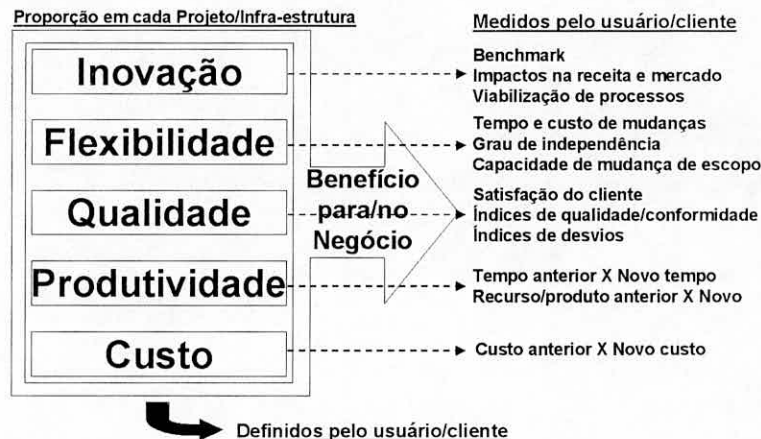 Proporção em cada Projeto/Infra-estrutura
Medidos pelo usuário/cliente
Inovação
Benchmark
Impactos na receita e mercado
Viabilização de processos
Flexibilidade
Tempo e custo de mudanças
Grau de independência
Capacidade de mudança de escopo
Benefício
para/no
Negócio
Qualidade
Satisfação do cliente
Índices de qualidade/conformidade
Índices de desvios
Produtividade
Tempo anterior X Novo tempo
Recurso/produto anterior X Novo
Custo
Custo anterior X Novo custo
Definidos pelo usuário/cliente